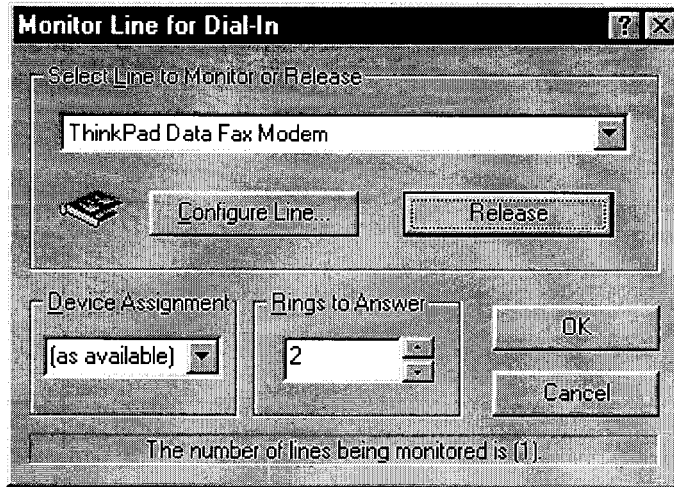 Monitor Line for Dial-In
Select Line to Monitor or Release
ThinkPad Data Fax Modem
Configure Line...
Release
Device Assignment
Rings to Answer
(as available)
2
OK
Cancel
The number of lines being monitored is (1).